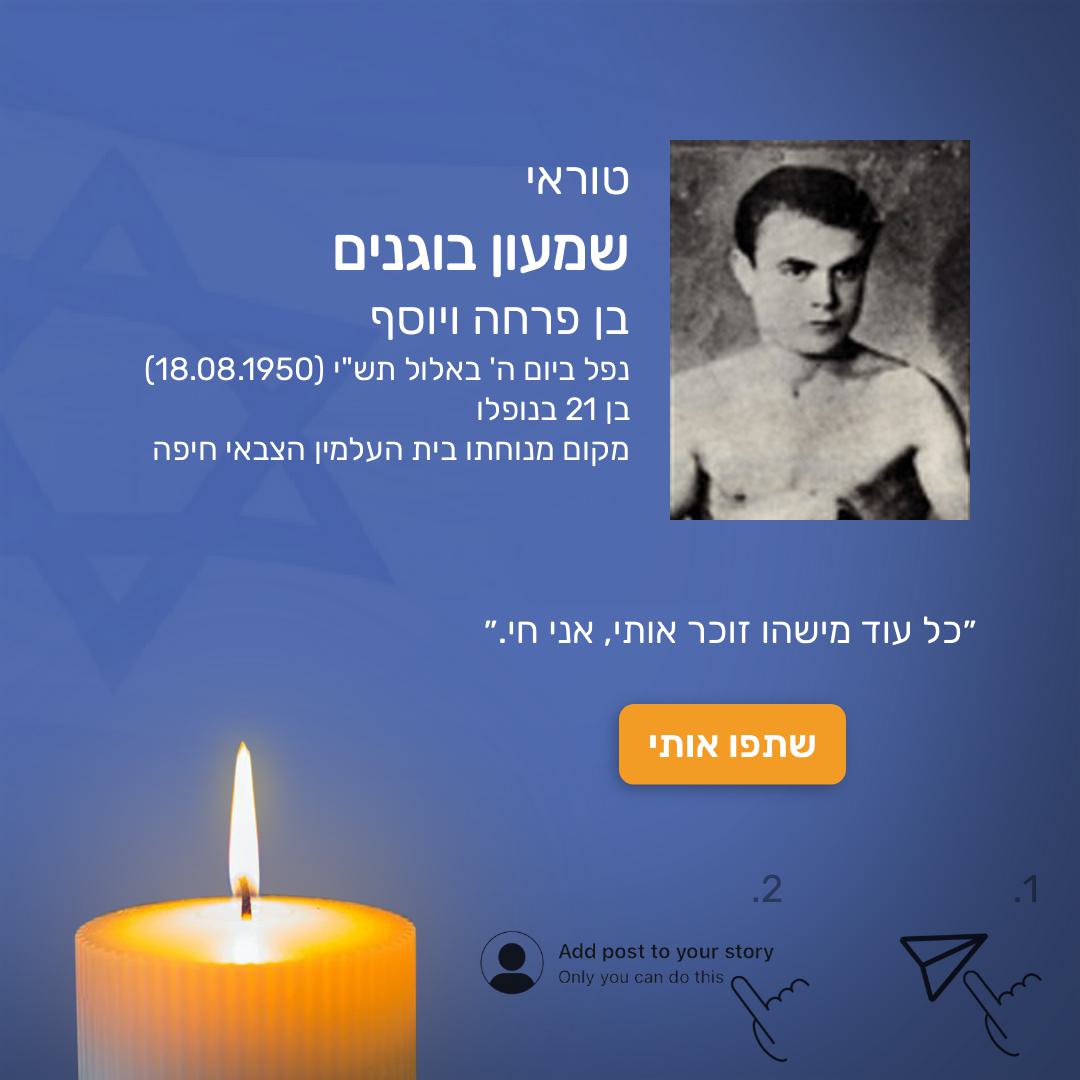 טוראי
שמעון בוגנים
בן פרחה ויוסף
נפל ביום ה' באלול תש"י (18.08.1950)
בן 21 בנופלו
מקום מנוחתו בית העלמין הצבאי חיפה
״כל עוד מישהו זוכר אותי, אני חי.״
שתפו אותי
1.
2.
Add post to your story
Only you can do this